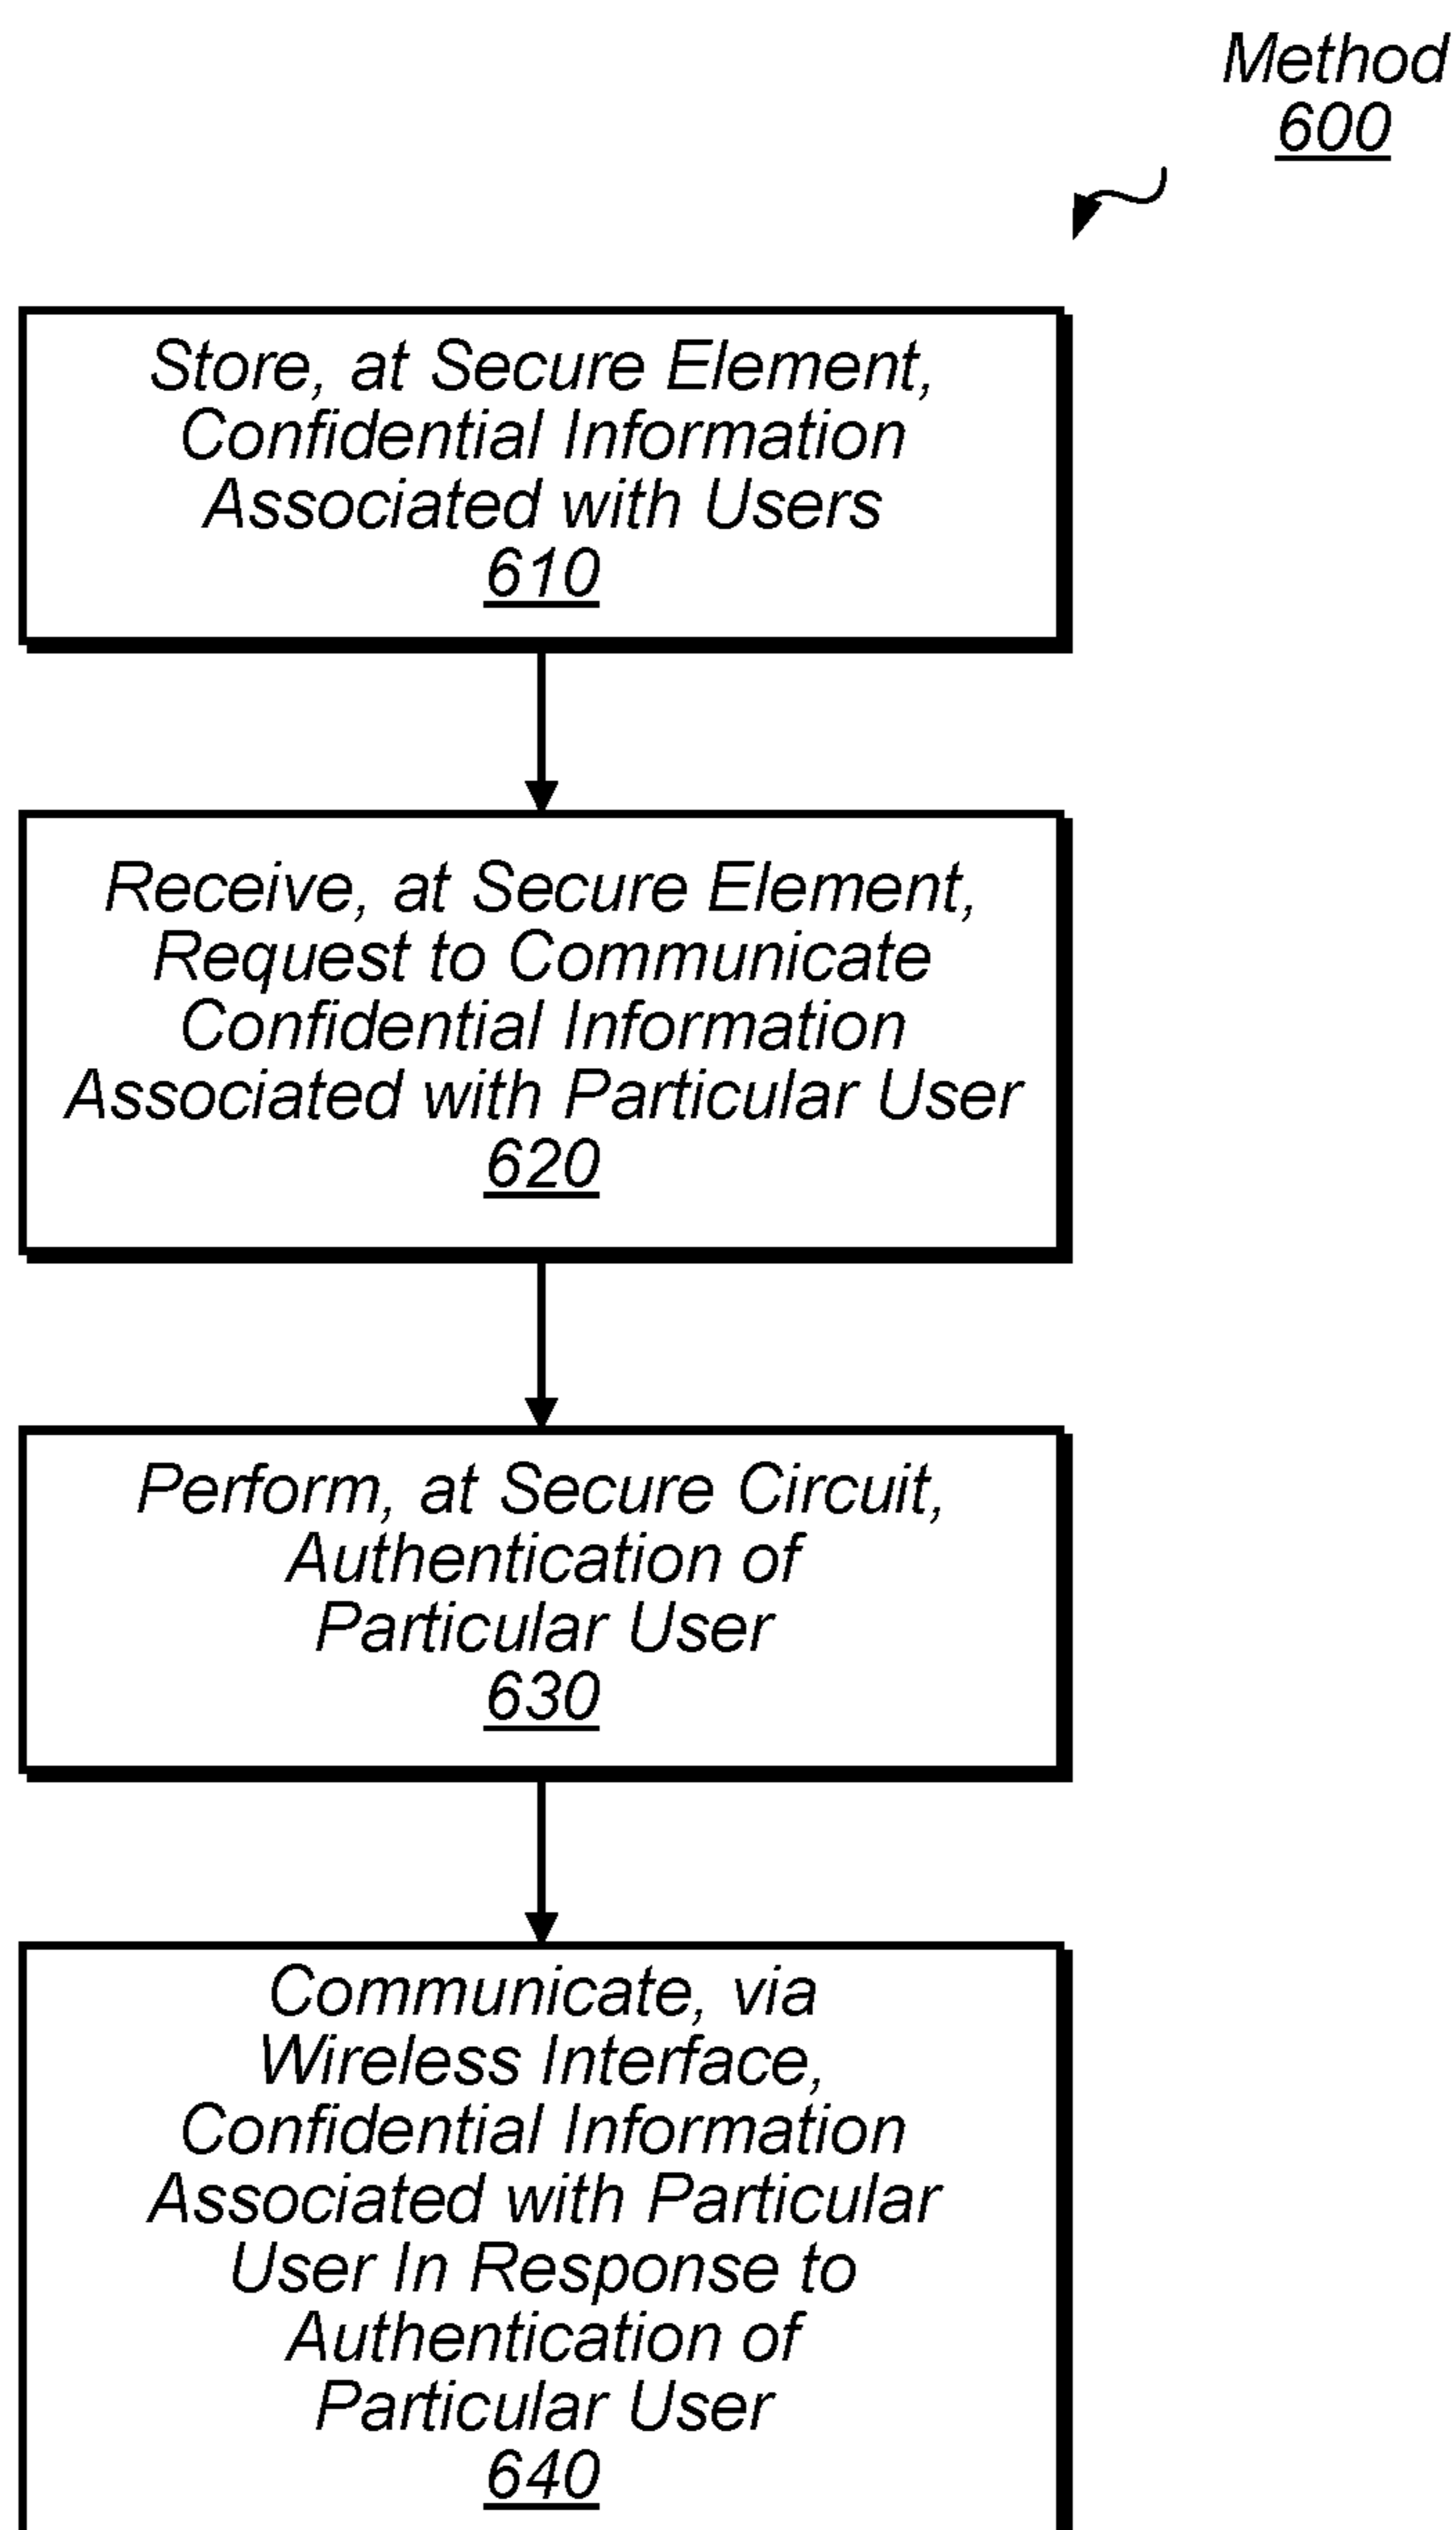 Method
600
Store, at Secure Element,
Confidential Information
Associated with Users
610
Receive, at Secure Element,
Request to Communicate
Confidential Information
Associated with Particular User
620
Perform, at Secure Circuit,
Authentication of
Particular User
630
Communicate, via
Wireless Interface,
Confidential Information
Associated with Particular
User In Response to
Authentication of
Particular User
640